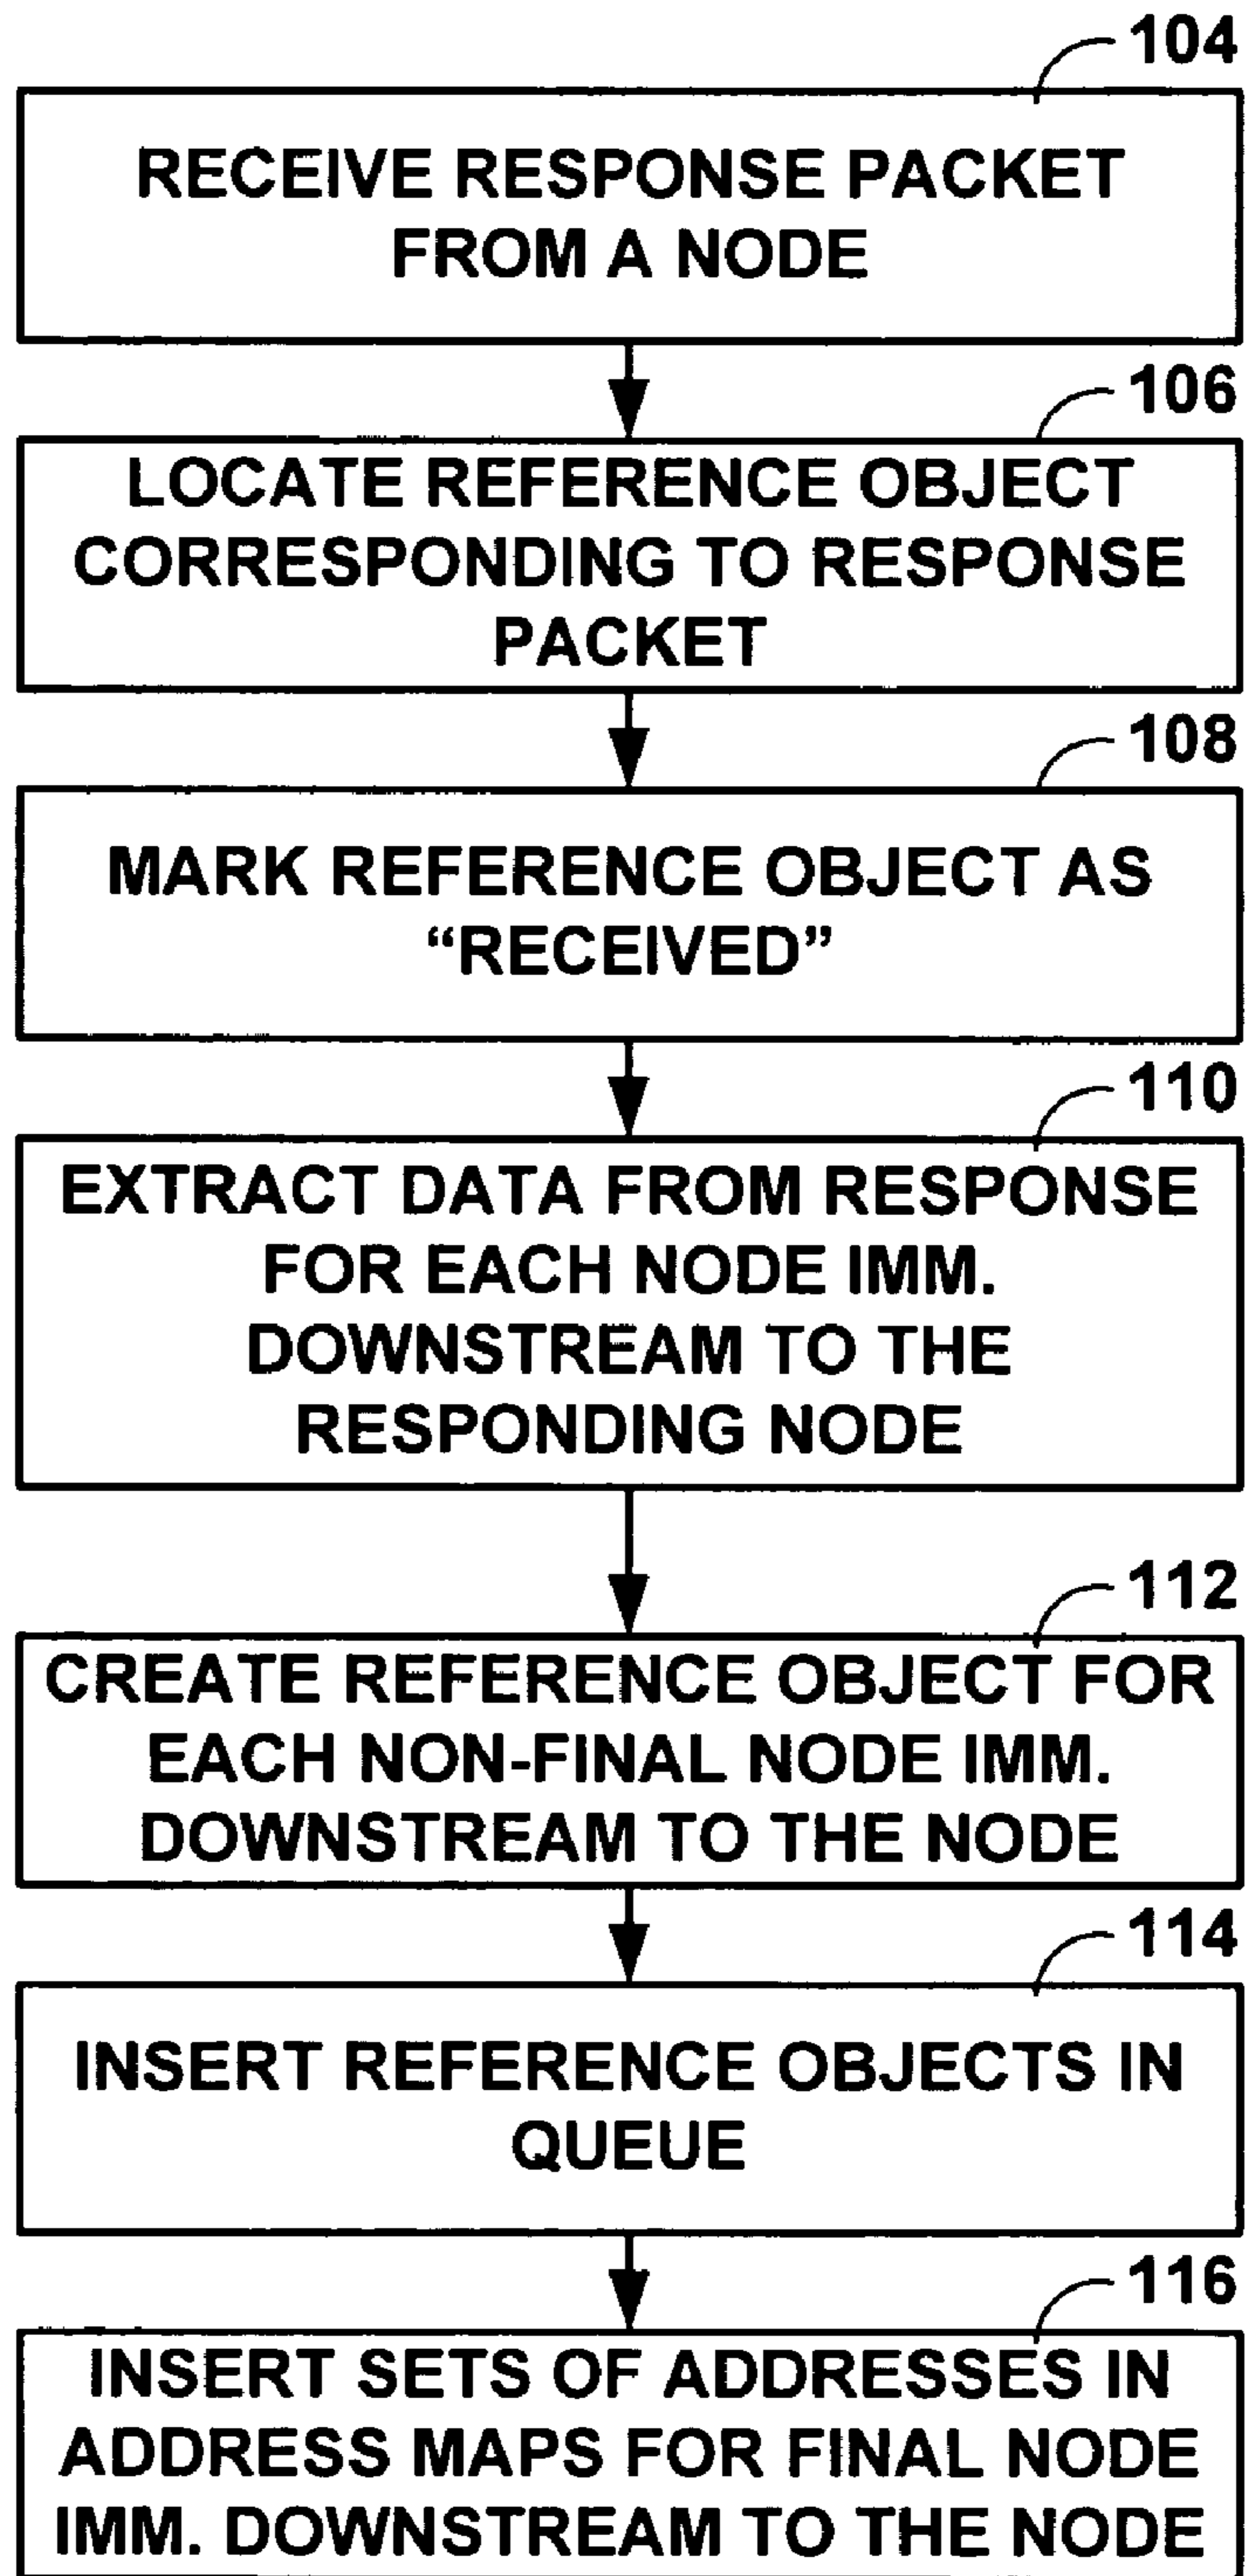 104
RECEIVE RESPONSE PACKET
FROM A NODE
106
LOCATE REFERENCE OBJECT
CORRESPONDING TO RESPONSE
PACKET
108
MARK REFERENCE OBJECT AS
“RECEIVED”
110
EXTRACT DATA FROM RESPONSE
FOR EACH NODE IMM.
DOWNSTREAM TO THE
RESPONDING NODE
112
CREATE REFERENCE OBJECT FOR
EACH NON-FINAL NODE IMM.
DOWNSTREAM TO THE NODE
114
INSERT REFERENCE OBJECTS IN
QUEUE
116
INSERT SETS OF ADDRESSES IN
ADDRESS MAPS FOR FINAL NODE
IMM. DOWNSTREAM TO THE NODE